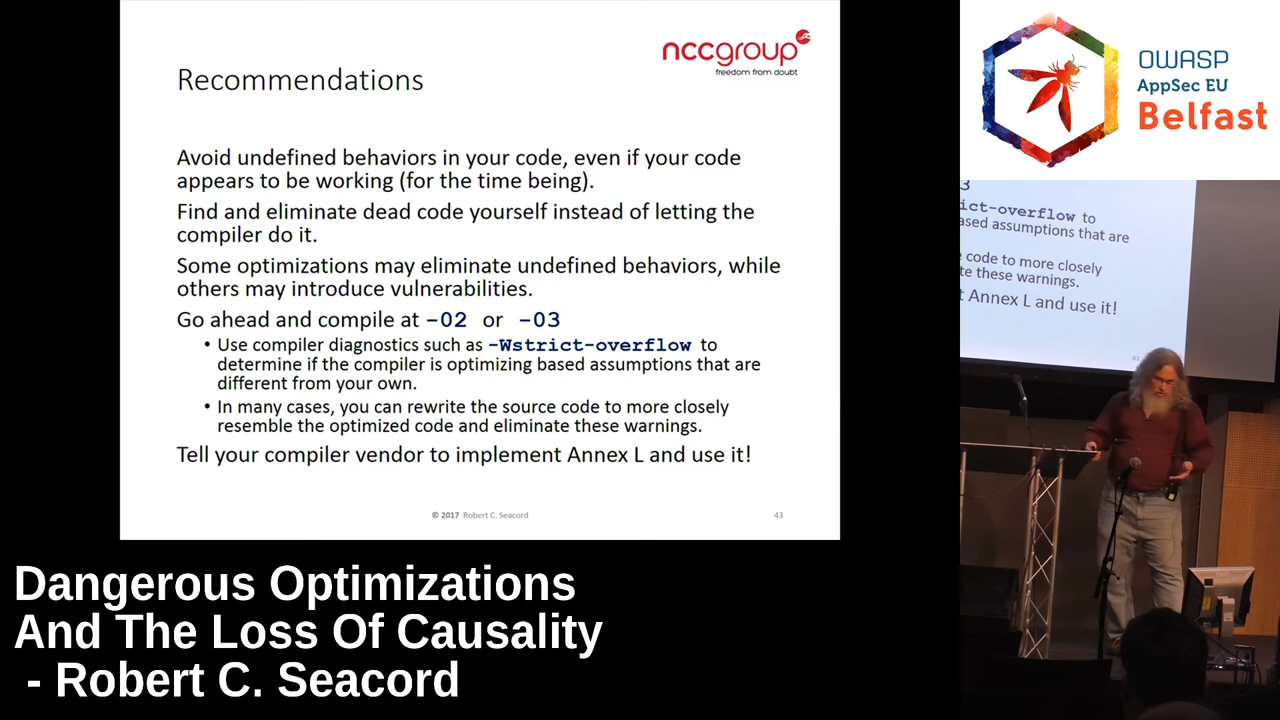 nccgroup
freedom from doubt
Recommendations
Avoid undefined behaviors in your code, even if your code
appears to be working (for the time being).
Find and eliminate dead code yourself instead of letting the
compiler do it.
Some optimizations may eliminate undefined behaviors, while
others may introduce vulnerabilities.
Go ahead and compile at -O2 or -O3
• Use compiler diagnostics such as -Wstrict-overflow to
determine if the compiler is optimizing based assumptions that are
different from your own.
• In many cases, you can rewrite the source code to more closely
resemble the optimized code and eliminate these warnings.
Tell your compiler vendor to implement Annex L and use it!
© 2017 Robert C. Seacord
43
OWASP
AppSec EU
Belfast
3
ict-overflow to
ased assumptions that are
code to more closely
te these warnings.
t Annex L and use it!
Dangerous Optimizations
And The Loss Of Causality
- Robert C. Seacord